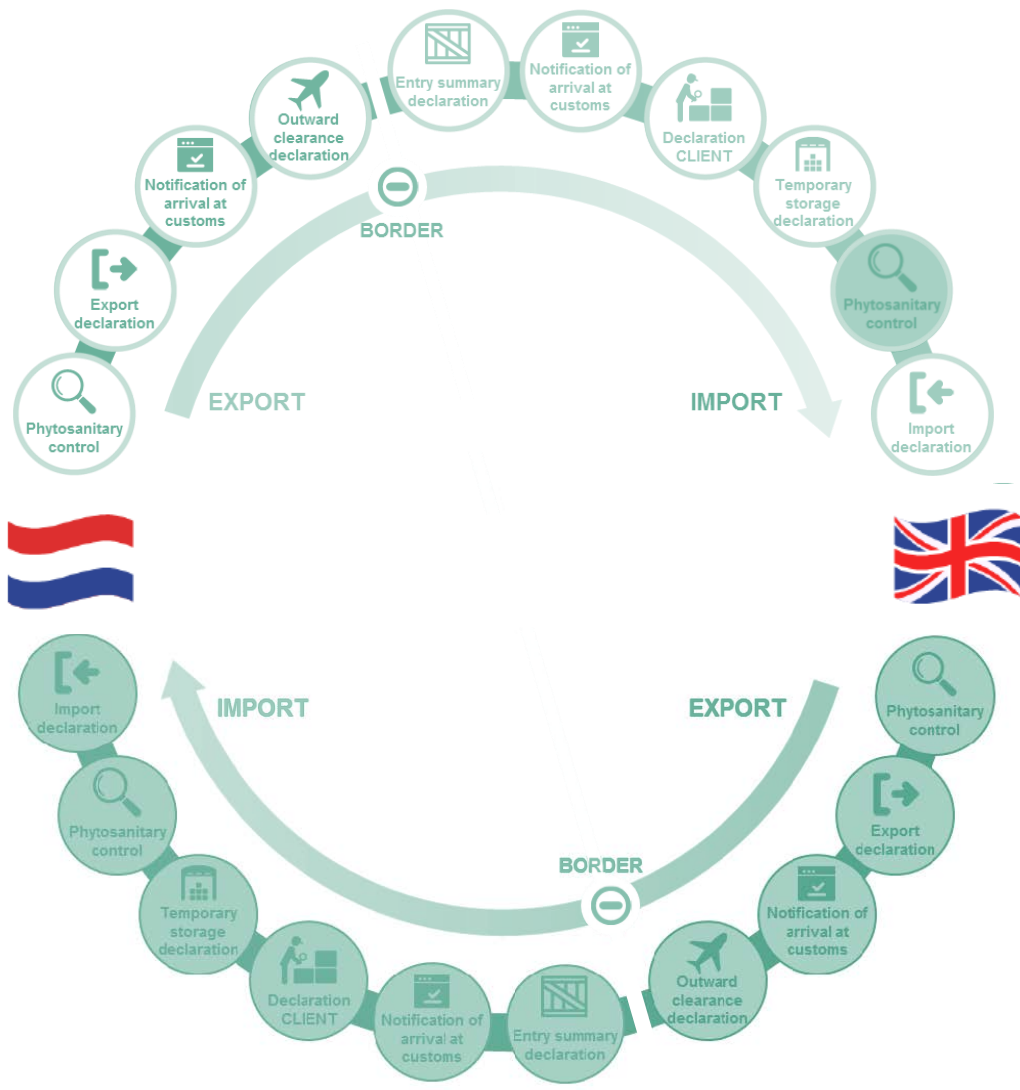 Entry summary
declaration
Notification of
arrival at
customs
Outward
clearance
declaration
Declaration
CLIENT
Notification of
arrival at
customs
Temporary
storage
declaration
BORDER
Export
declaration
Phytosanitary
control
EXPORT
IMPORT
Phytosanitary
control
Import
declaration
Import
declaration
IMPORT
EXPORT
Phytosanitary
control
Phytosanitary
control
Export
declaration
BORDER
Temporary
storage
declaration
Notification of
arrival at
customs
Declaration
CLIENT
Outward
clearance
declaration
Notification of
arrival at
customs
Entry summary
declaration